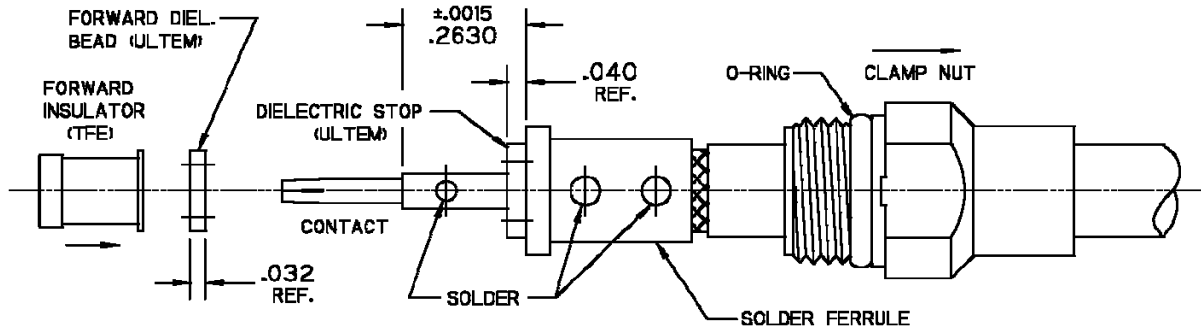 FORWARD DIEL.
BEAD (ULTEM)
±.0015
.2630
.040
REF.
O-RING
CLAMP NUT
FORWARD
INSULATOR
(TFE)
DIELECTRIC STOP
(ULTEM)
CONTACT
.032
REF.
SOLDER
SOLDER FERRULE